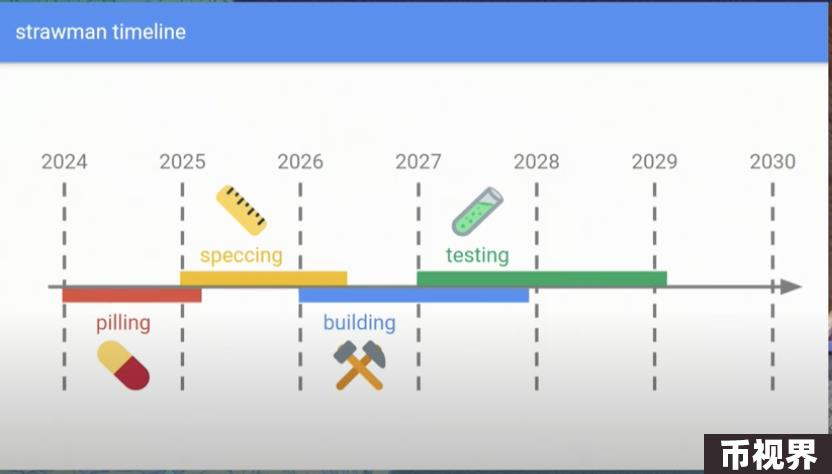 strawman timeline
2024 2025 2026 2027 2028 2029 2030
speccing testing
pilling building
币视界